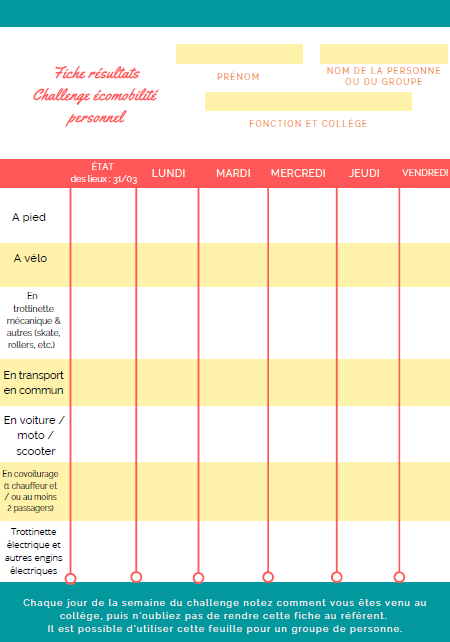 Fiche résultats
Challenge écomobilité
personnel
PRÉNOM
NOM DE LA PERSONNE
OU DU GROUPE
FONCTION ET COLLÈGE
ÉTAT
des lieux : 31/03
LUNDI
MARDI
MERCREDI
JEUDI
VENDREDI
A pied
A vélo
En
trottinette
mécanique &
autres (skate,
rollers, etc.)
En transport
en commun
En voiture /
moto /
scooter
En covoiturage
(1 chauffeur et
/ ou au moins
2 passagers)
Trottinette
électrique et
autres engins
électriques
Chaque jour de la semaine du challenge notez comment vous êtes venu au
collège, puis n'oubliez pas de rendre cette fiche au référent.
Il est possible d'utiliser cette feuille pour un groupe de personne.